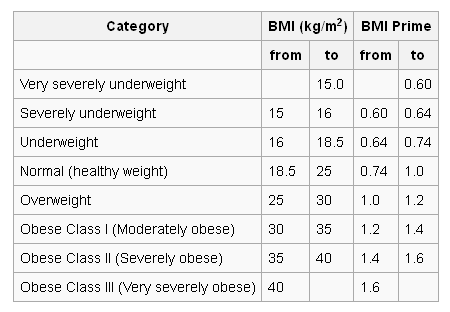 Category BMI (kg/m²) BMI Prime
from to from to
Very severely underweight 15.0 0.60
Severely underweight 15 16 0.60 0.64
Underweight 16 18.5 0.64 0.74
Normal (healthy weight) 18.5 25 0.74 1.0
Overweight 25 30 1.0 1.2
Obese Class I (Moderately obese) 30 35 1.2 1.4
Obese Class II (Severely obese) 35 40 1.4 1.6
Obese Class III (Very severely obese) 40 1.6